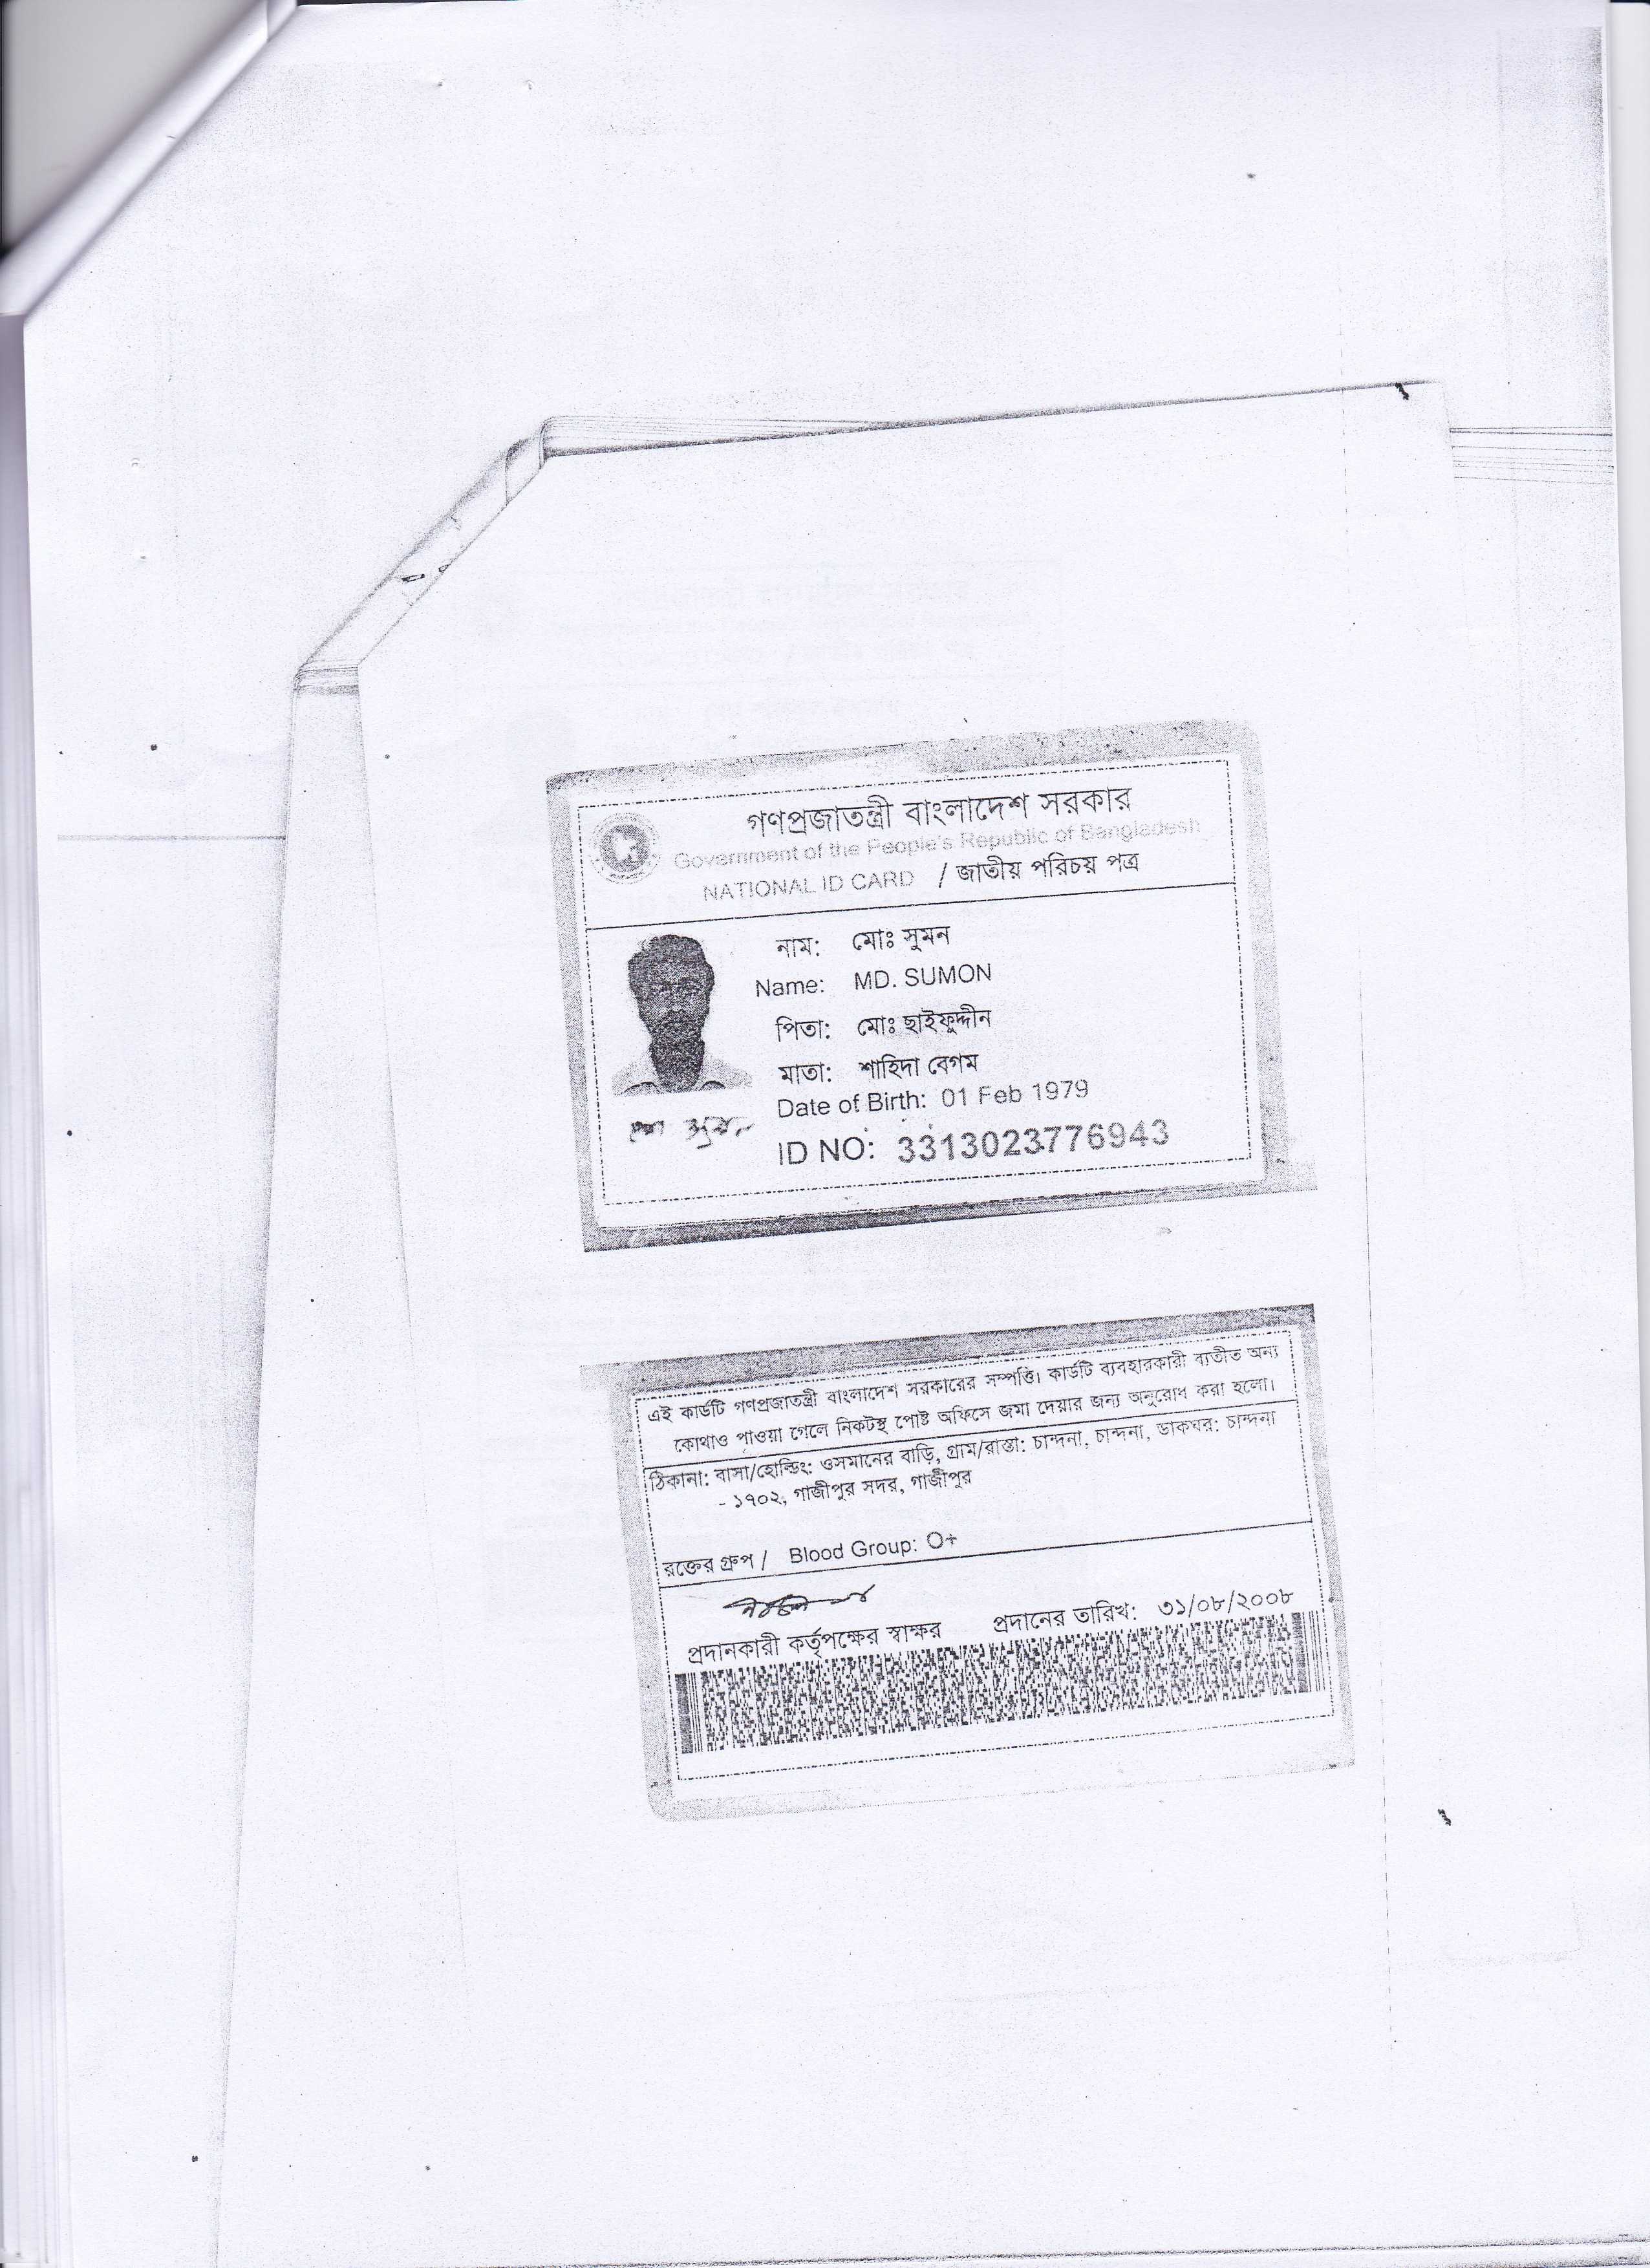 গণপ্রজাতন্ত্রী বাংলাদেশ সরকার
Government of the People's Republic of Bangladesh
NATIONAL ID CARD / জাতীয় পরিচয় পত্র
নাম: মোঃ সুমন
Name: MD. SUMON
পিতা: মোঃ ছাইফুদ্দীন
মাতা: শাহিদা বেগম
Date of Birth: 01 Feb 1979
মোঃ সুমন
ID NO: 3313023776943
এই কার্ডটি গণপ্রজাতন্ত্রী বাংলাদেশ সরকারের সম্পত্তি। কার্ডটি ব্যবহারকারী ব্যতীত অন্য
কোথাও পাওয়া গেলে নিকটস্থ পোষ্ট অফিসে জমা দেয়ার জন্য অনুরোধ করা হলো।
ঠিকানা: বাসা/হোল্ডিং: ওসমানের বাড়ি, গ্রাম/রাস্তা: চান্দনা, চান্দনা, ডাকঘর: চান্দনা
- ১৭০২, গাজীপুর সদর, গাজীপুর
রক্তের গ্রুপ / Blood Group: O+
প্রদানকারী কর্তৃপক্ষের স্বাক্ষর প্রদানের তারিখ: ৩১/০৮/২০০৮